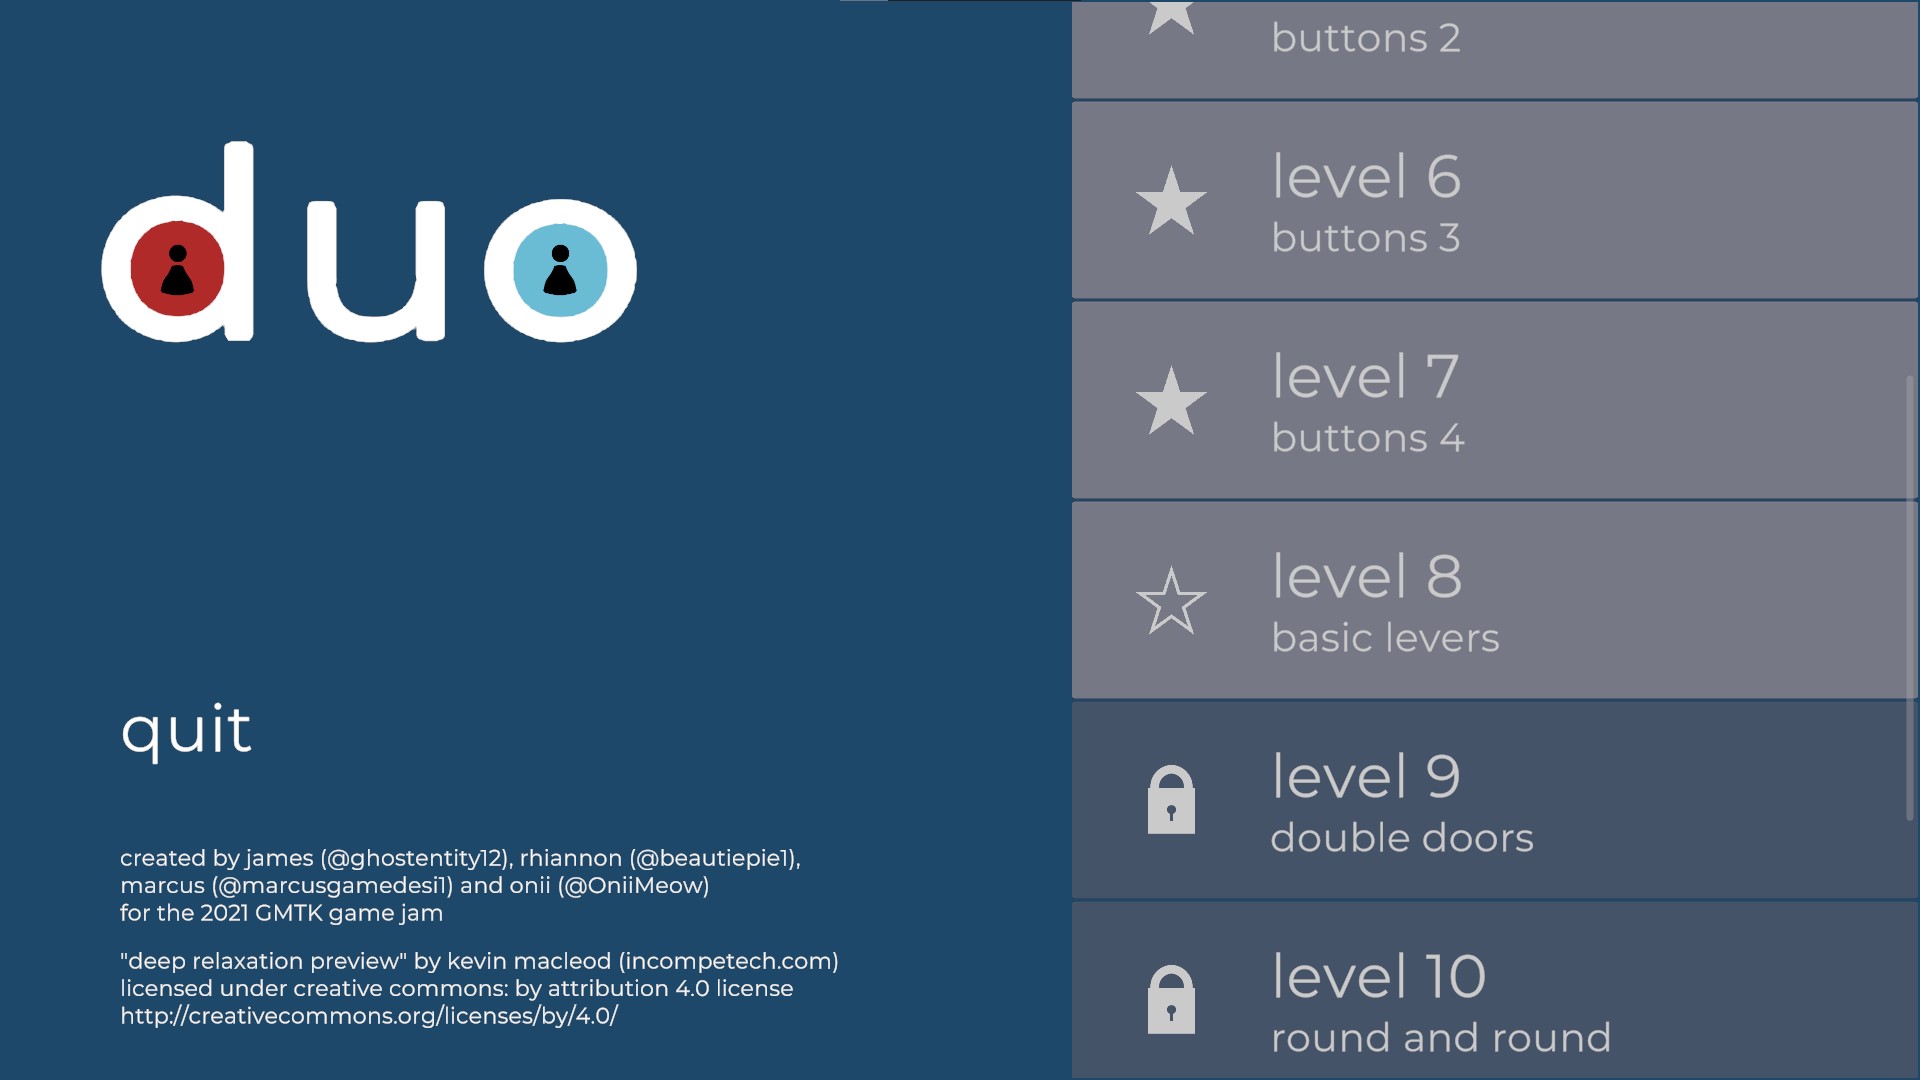 duo
quit
created by james (@ghostentity12), rhiannon (@beautiepie1),
marcus (@marcusgamedesi1) and onii (@OniiMeow)
for the 2021 GMTK game jam
"deep relaxation preview" by kevin macleod (incompetech.com)
licensed under creative commons: by attribution 4.0 license
http://creativecommons.org/licenses/by/4.0/
buttons 2
level 6
buttons 3
level 7
buttons 4
level 8
basic levers
level 9
double doors
level 10
round and round